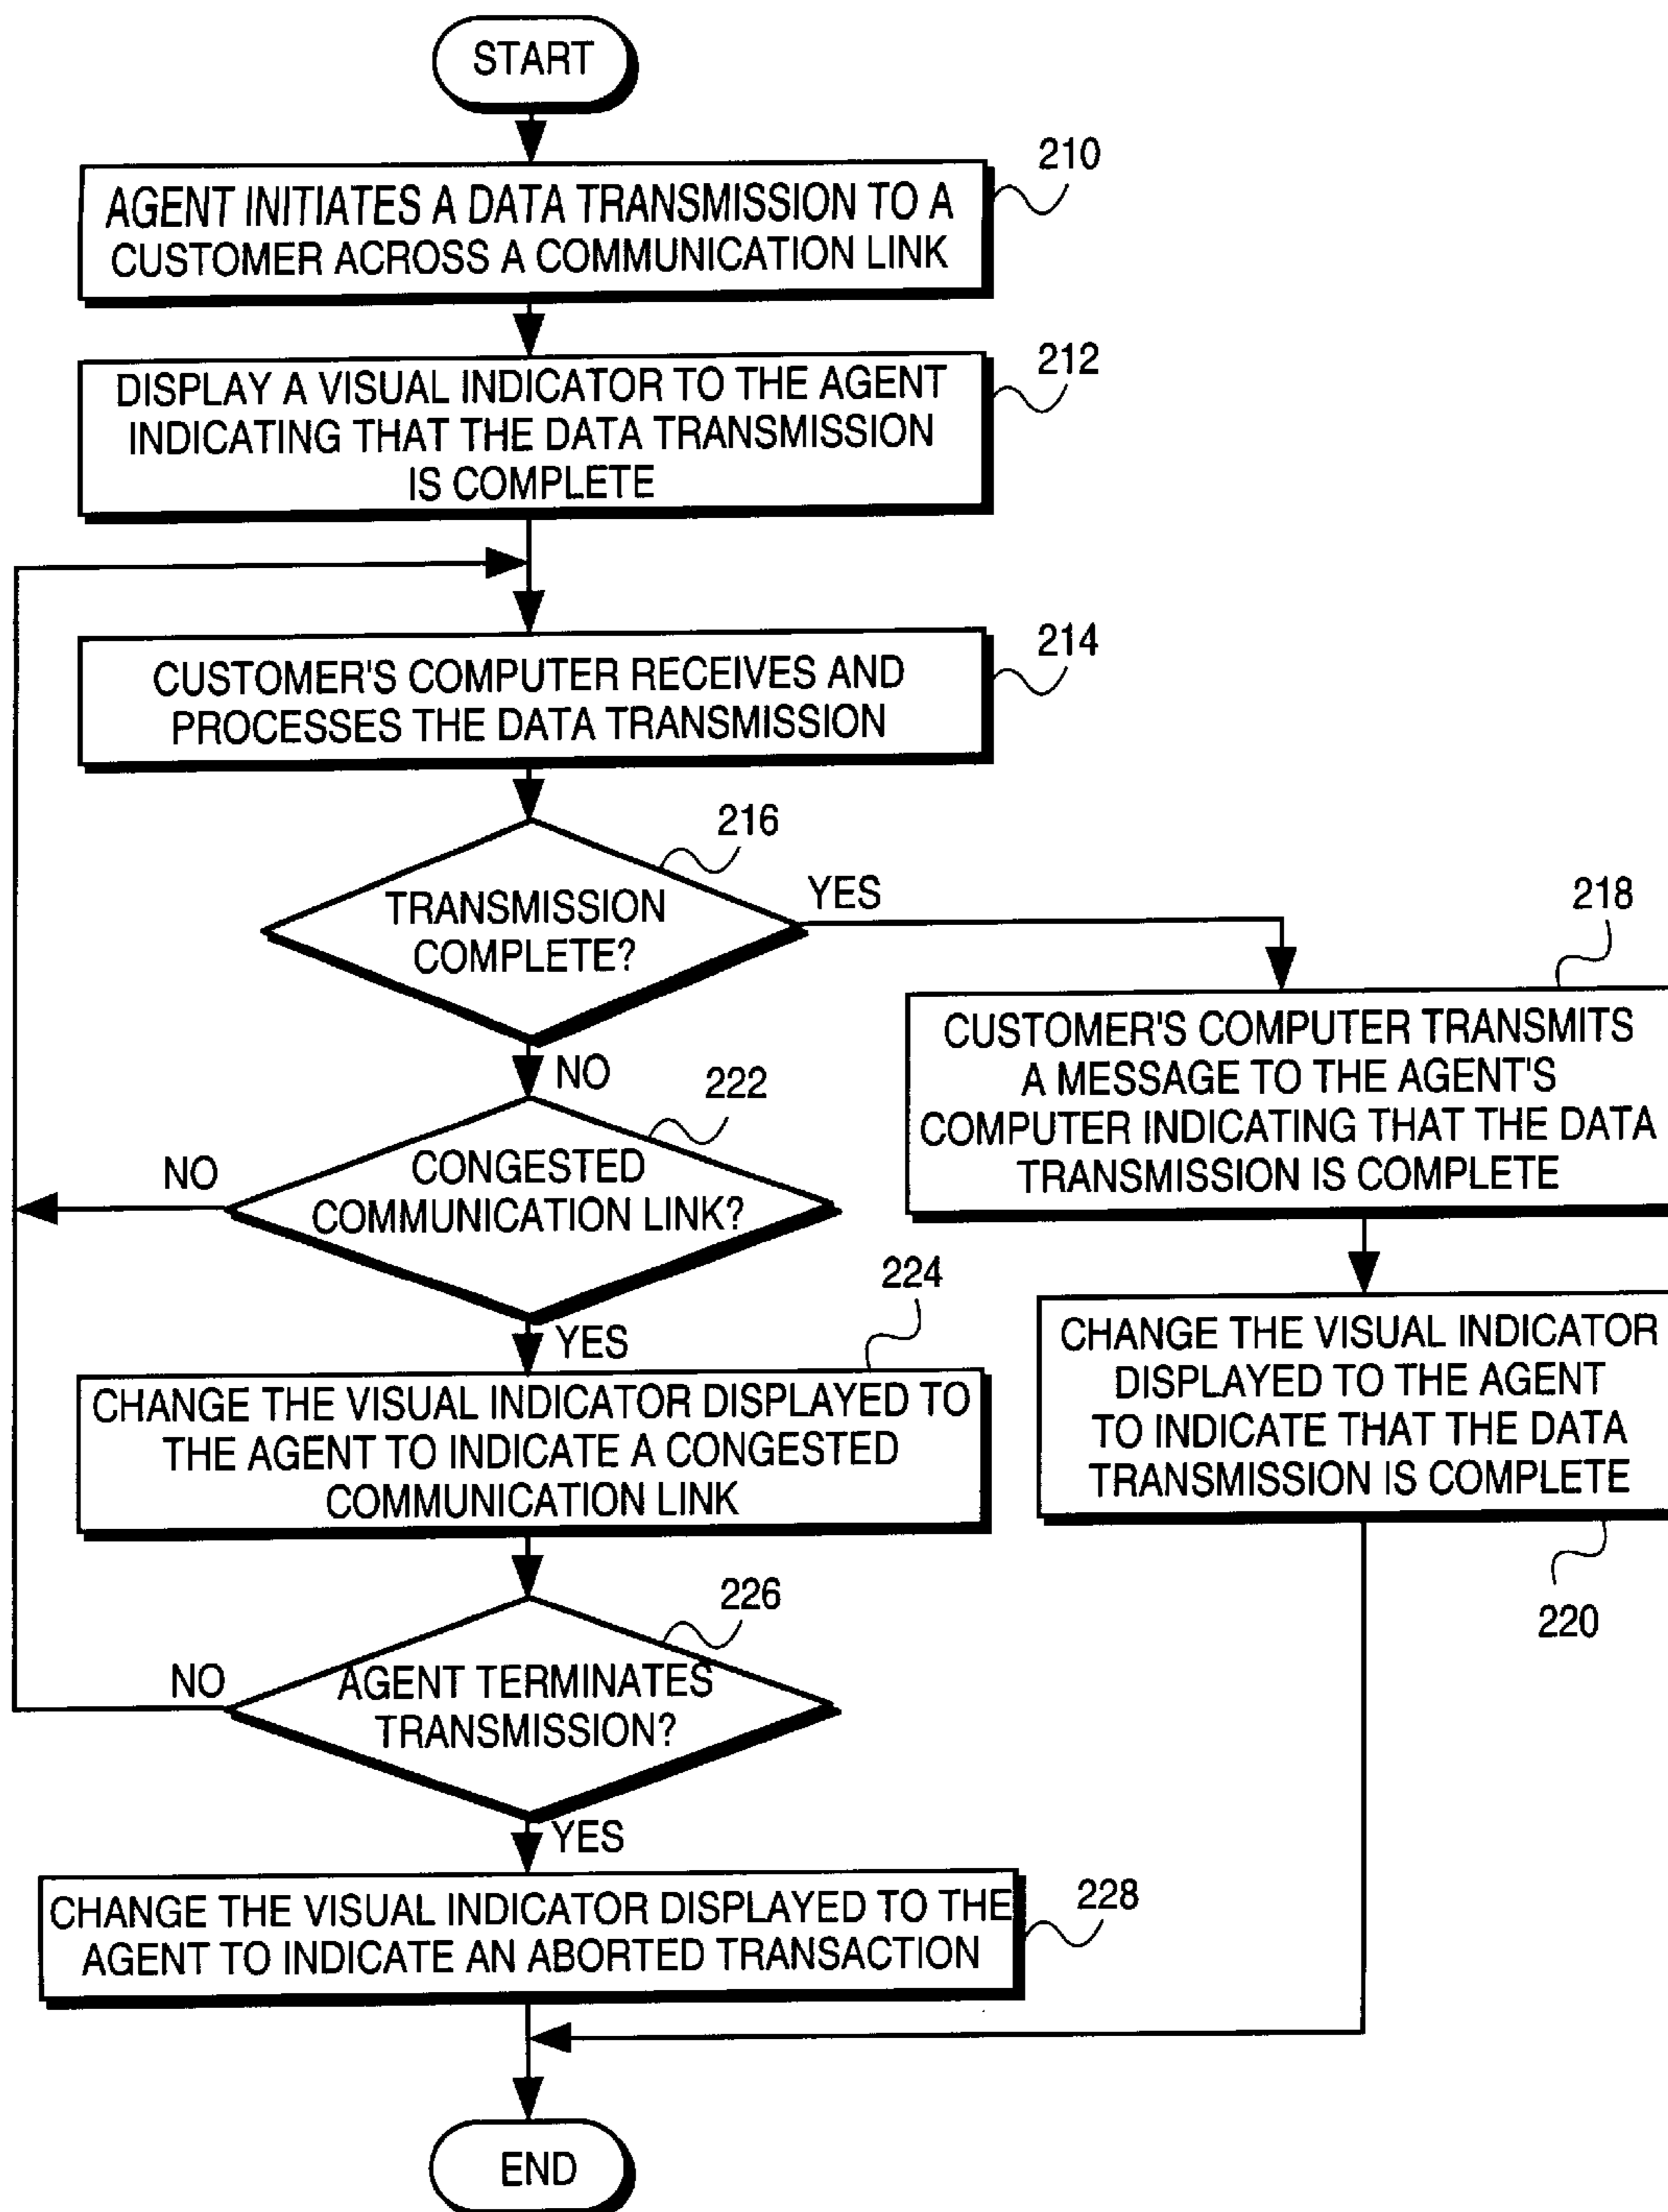 START
210
AGENT INITIATES A DATA TRANSMISSION TO A
CUSTOMER ACROSS A COMMUNICATION LINK
212
DISPLAY A VISUAL INDICATOR TO THE AGENT
INDICATING THAT THE DATA TRANSMISSION
IS COMPLETE
214
CUSTOMER'S COMPUTER RECEIVES AND
PROCESSES THE DATA TRANSMISSION
216
TRANSMISSION
COMPLETE?
YES
NO
218
CUSTOMER'S COMPUTER TRANSMITS
A MESSAGE TO THE AGENT'S
COMPUTER INDICATING THAT THE DATA
TRANSMISSION IS COMPLETE
222
CONGESTED
COMMUNICATION LINK?
NO
YES
224
CHANGE THE VISUAL INDICATOR DISPLAYED TO
THE AGENT TO INDICATE A CONGESTED
COMMUNICATION LINK
CHANGE THE VISUAL INDICATOR
DISPLAYED TO THE AGENT
TO INDICATE THAT THE DATA
TRANSMISSION IS COMPLETE
220
226
AGENT TERMINATES
TRANSMISSION?
NO
YES
CHANGE THE VISUAL INDICATOR DISPLAYED TO THE
AGENT TO INDICATE AN ABORTED TRANSACTION
228
END